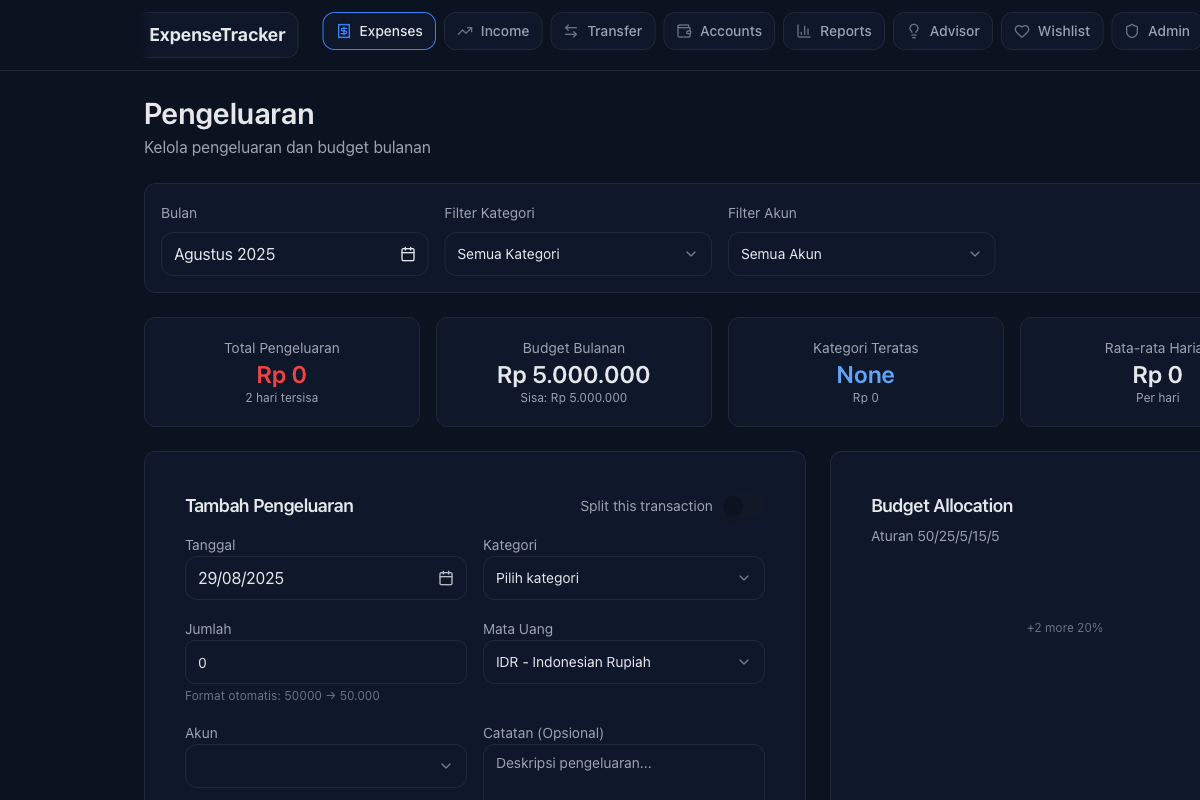 ExpenseTracker
Expenses
Income
Transfer
Accounts
Reports
Advisor
Wishlist
Admin
Pengeluaran
Kelola pengeluaran dan budget bulanan
Bulan
Filter Kategori
Filter Akun
Agustus 2025
Semua Kategori
Semua Akun
Total Pengeluaran
Rp 0
2 hari tersisa
Budget Bulanan
Rp 5.000.000
Sisa: Rp 5.000.000
Kategori Teratas
None
Rp 0
Rata-rata
Rp 0
Per hari
Tambah Pengeluaran
Split this transaction
Tanggal
Kategori
29/08/2025
Pilih kategori
Jumlah
Mata Uang
0
IDR - Indonesian Rupiah
Format otomatis: 50000 → 50.000
Akun
Catatan (Opsional)
Deskripsi pengeluaran...
Budget Allocation
Aturan 50/25/5/15/5
+2 more 20%